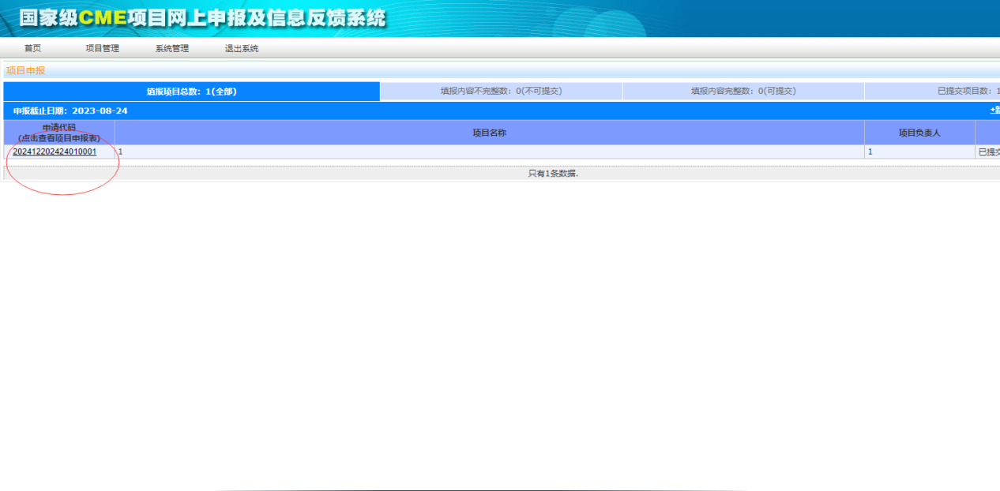 国家级CME项目网上申报及信息反馈系统
首页 项目管理 系统管理 退出系统
项目申报
填报项目总数：1(全部) 填报内容不完整数：0(不可提交) 填报内容完整数：0(可提交) 已提交项目数：1
申报截止日期：2023-08-24 +新
申请代码
(点击查看项目申报表) 项目名称 项目负责人
202412202424010001 1 1 已提交
只有1条数据.